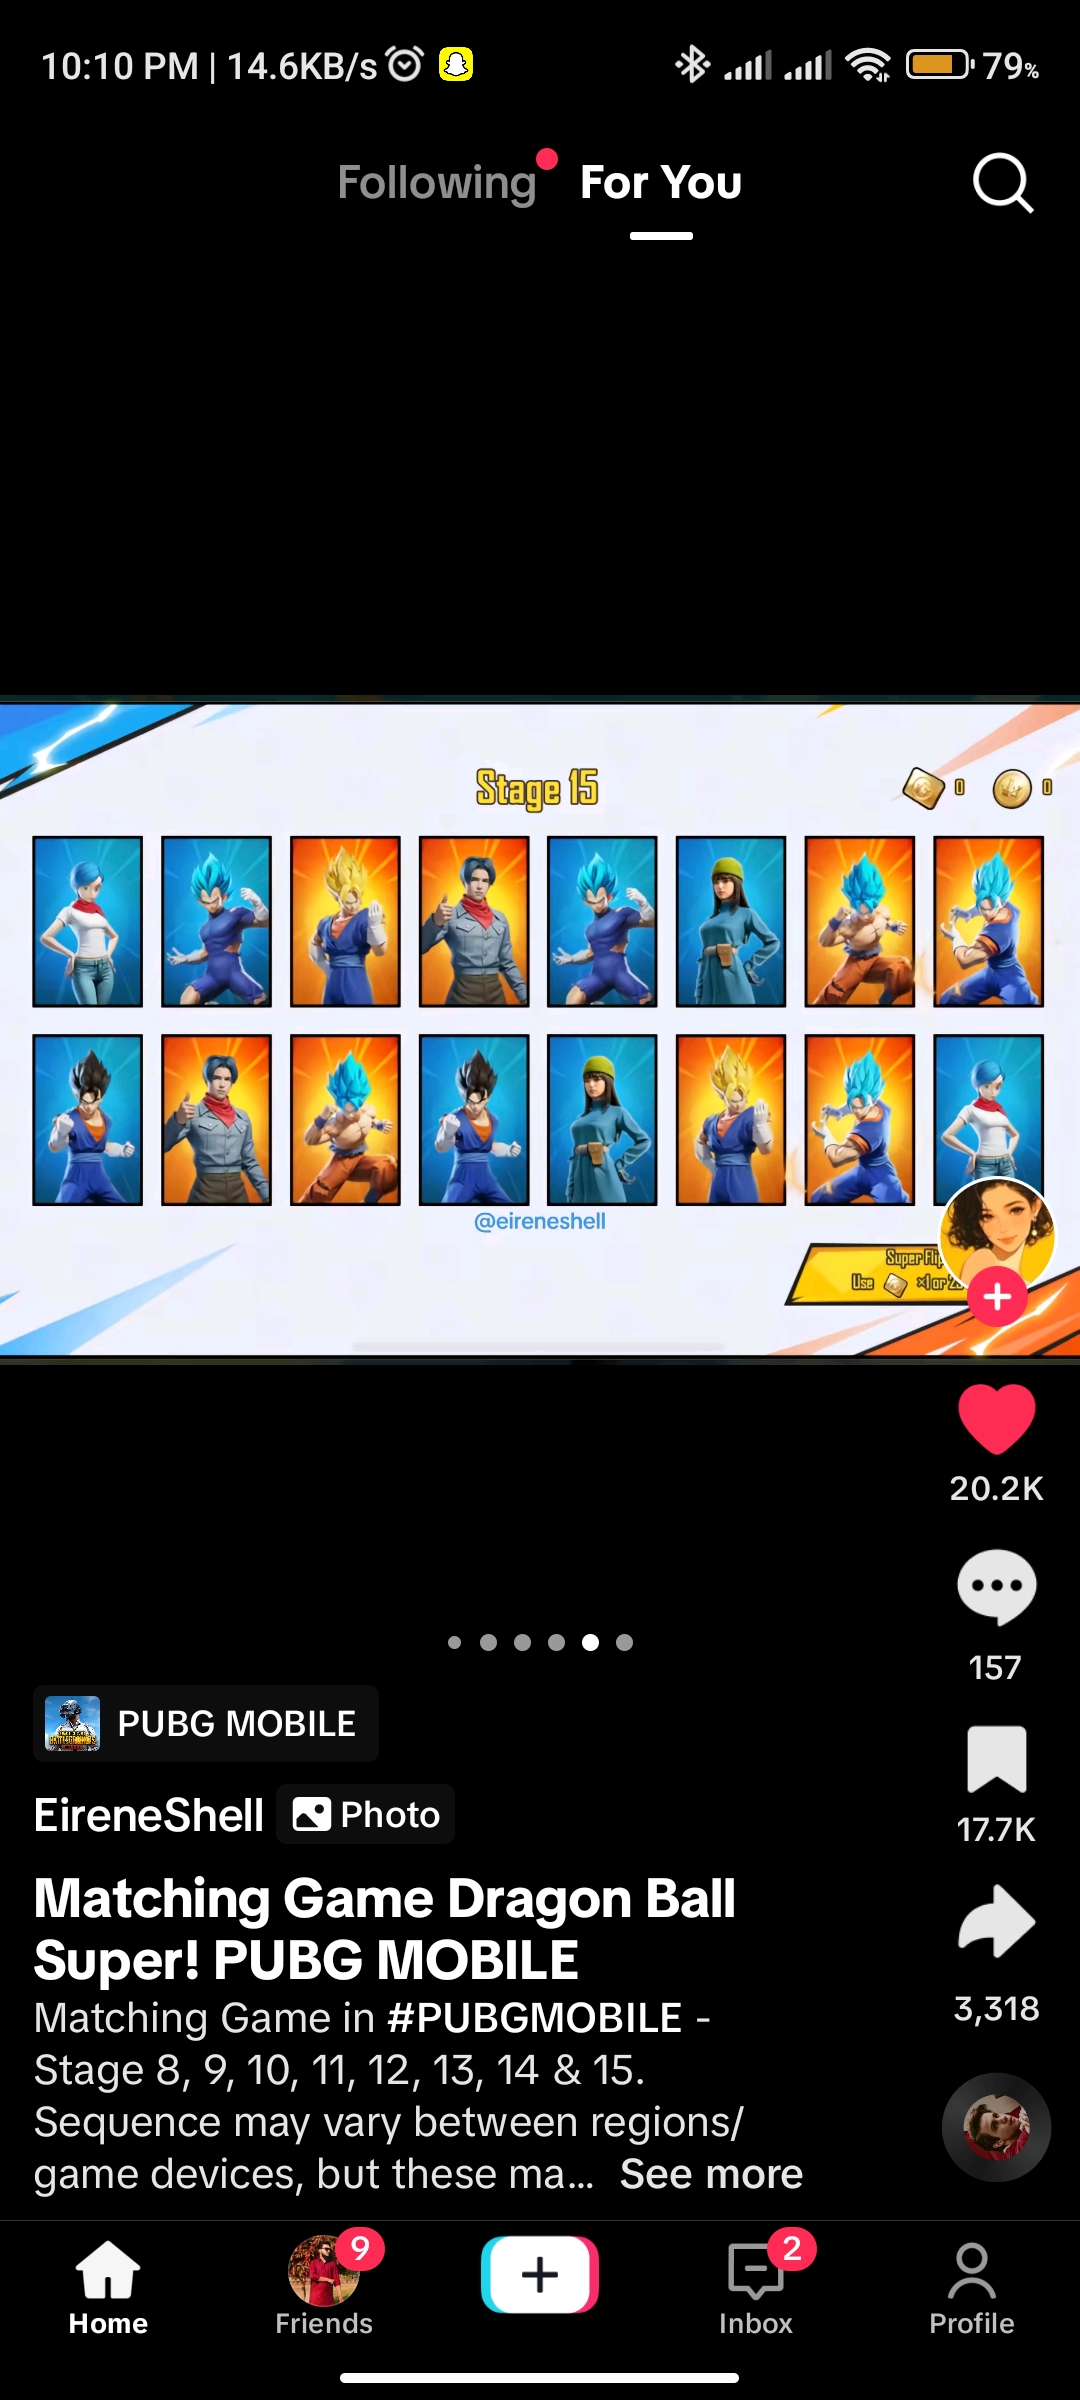 10:10 PM | 14.6KB/s
79%
Following
For You
Stage 15
0
0
@eireneshell
Super Flip
Use ×1 or 2
20.2K
157
PUBG MOBILE
EireneShell
Photo
17.7K
Matching Game Dragon Ball
Super! PUBG MOBILE
Matching Game in #PUBGMOBILE -
3,318
Stage 8, 9, 10, 11, 12, 13, 14 & 15.
Sequence may vary between regions/
game devices, but these ma... See more
9
2
Home
Friends
Inbox
Profile